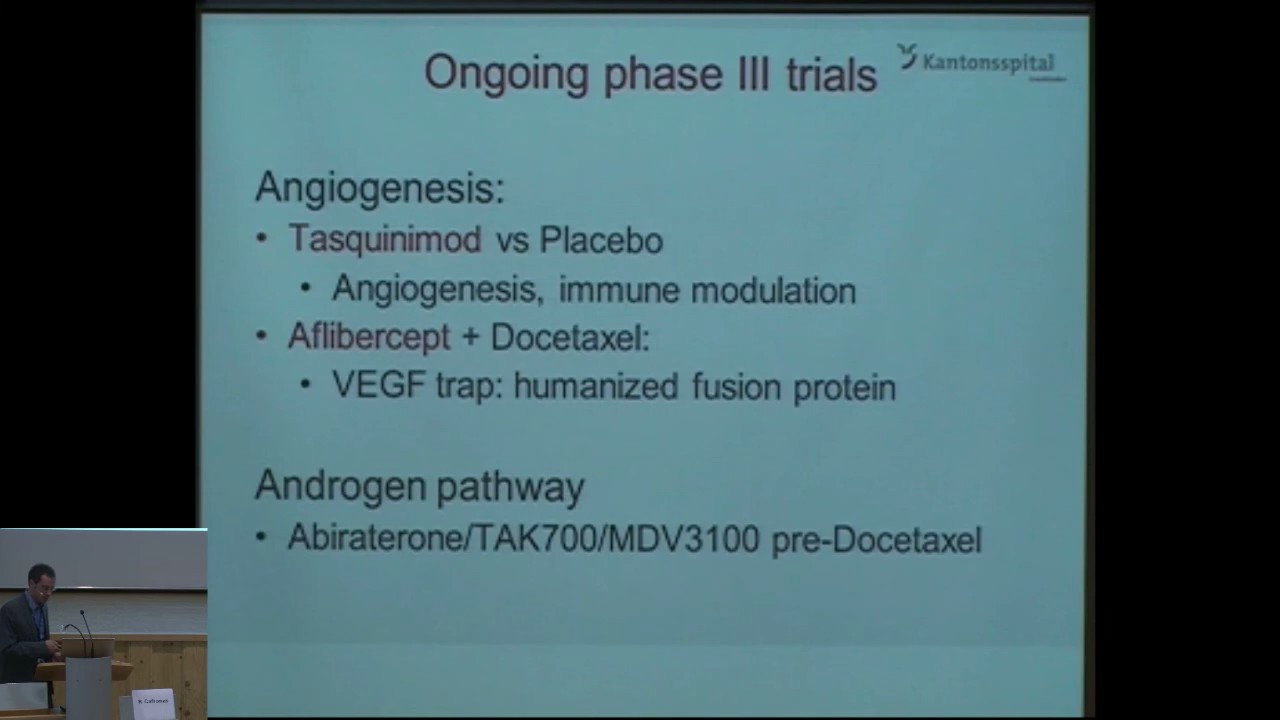 Ongoing phase III trials
Kantonsspital
Angiogenesis:
• Tasquinimod vs Placebo
• Angiogenesis, immune modulation
• Aflibercept + Docetaxel:
• VEGF trap: humanized fusion protein
Androgen pathway
• Abiraterone/TAK700/MDV3100 pre-Docetaxel